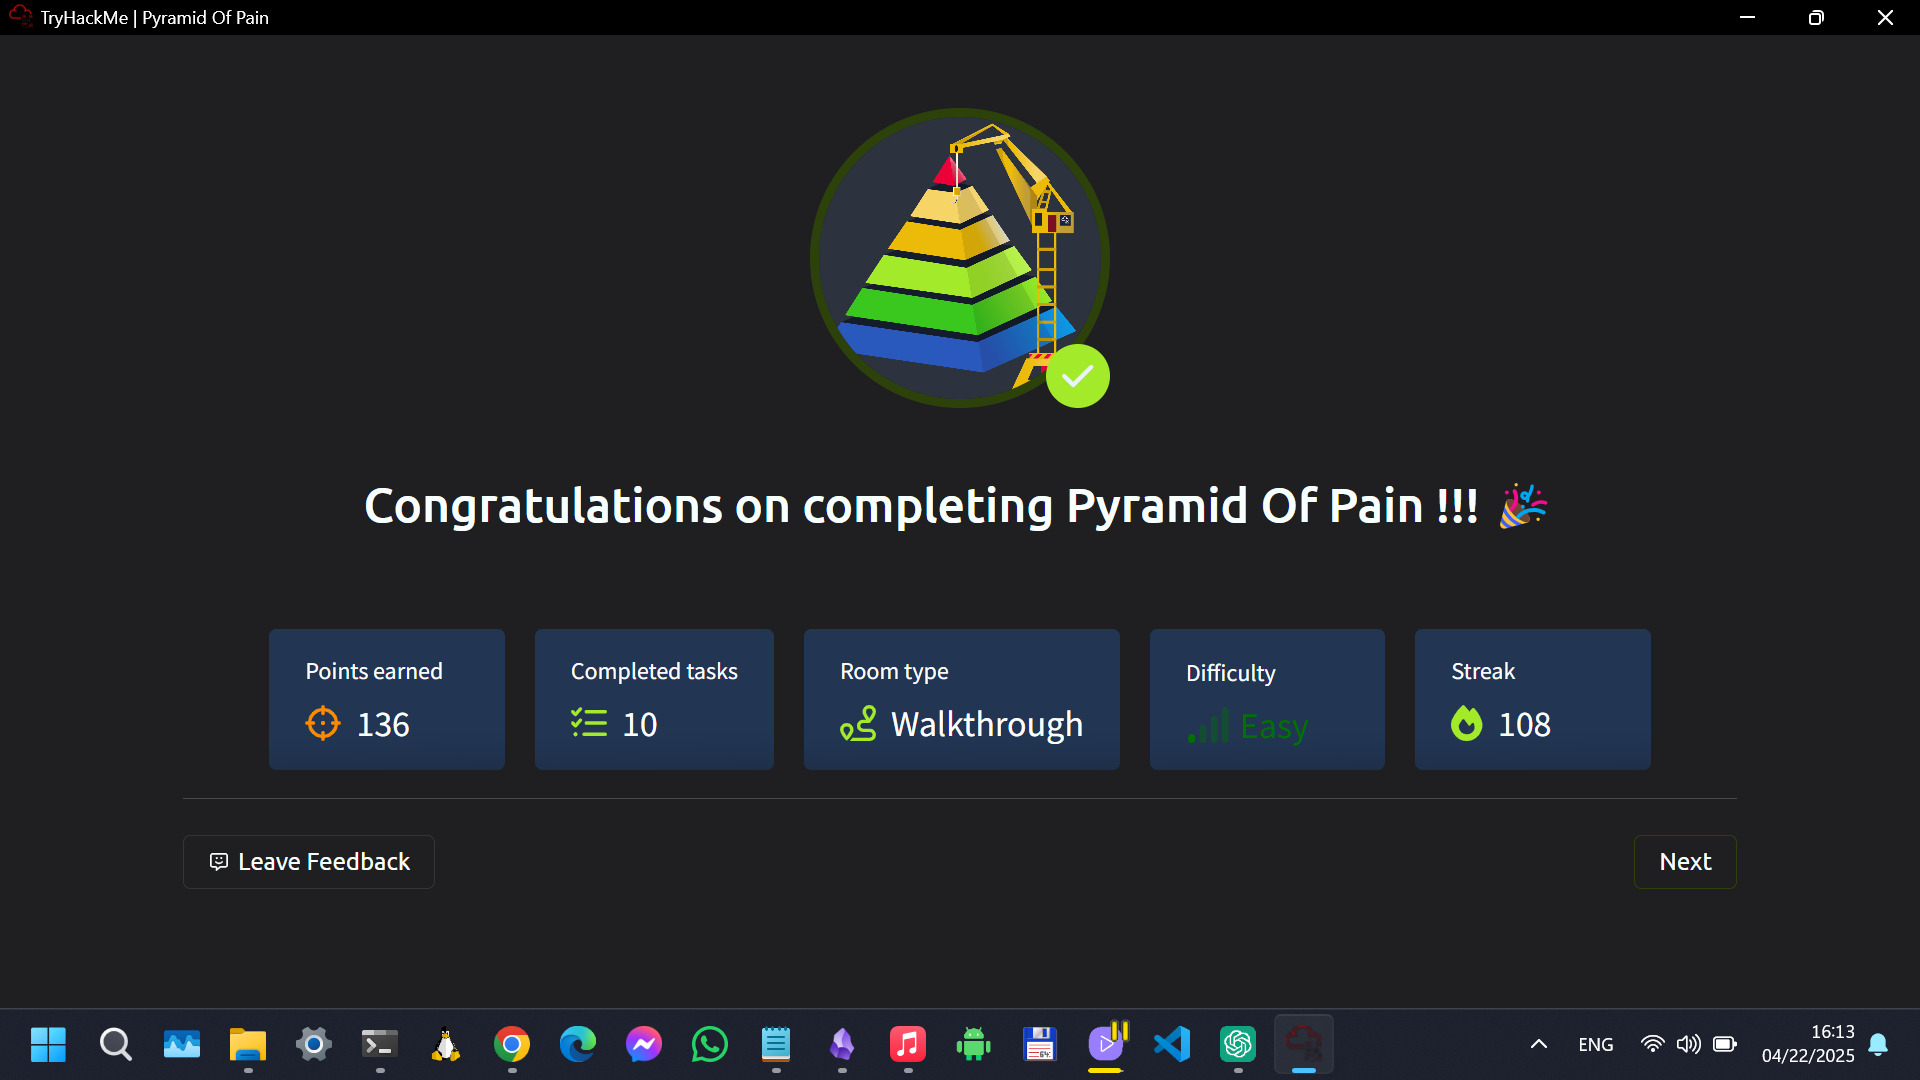 TryHackMe | Pyramid Of Pain
Congratulations on completing Pyramid Of Pain !!! 🎉
Points earned
136
Completed tasks
10
Room type
Walkthrough
Difficulty
Easy
Streak
108
Leave Feedback
Next
64
ENG
16:13
04/22/2025